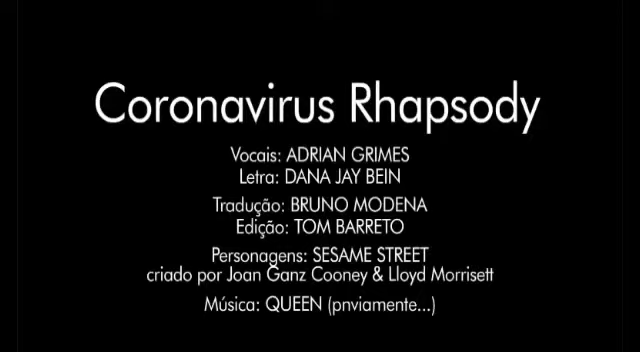 Coronavirus Rhapsody
Vocais: ADRIAN GRIMES
Letra: DANA JAY BEIN
Tradução: BRUNO MODENA
Edição: TOM BARRETO
Personagens: SESAME STREET
criado por Joan Ganz Cooney & Lloyd Morrisett
Música: QUEEN (pnviamente...)